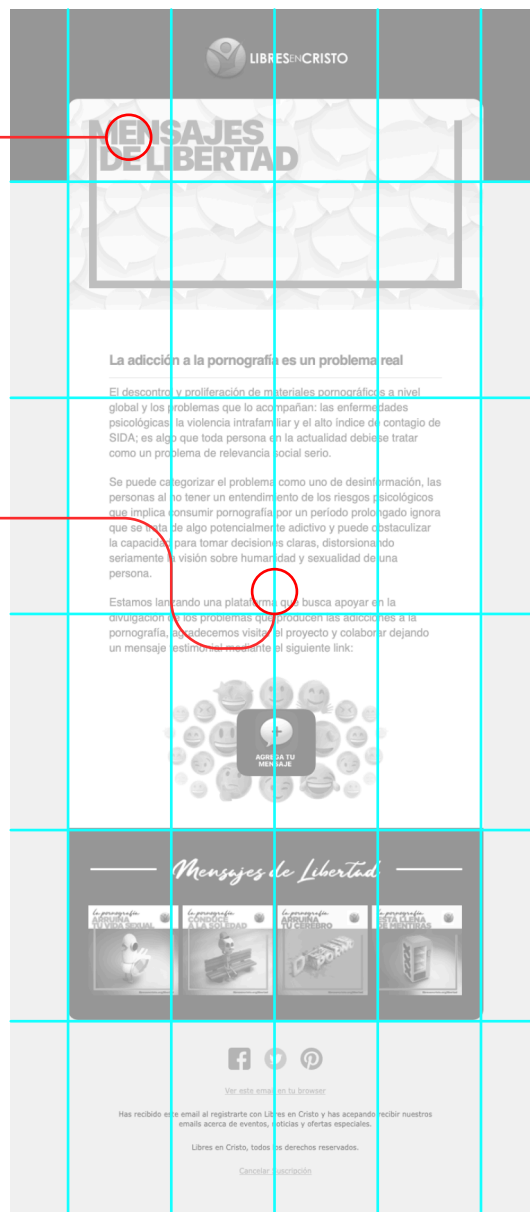 LIBRESENCRISTO
MENSAJES
DE LIBERTAD
La adicción a la pornografía es un problema real
El descontrol y proliferación de materiales pornográficos a nivel
global y los problemas que lo acompañan: las enfermedades
psicológicas, la violencia intrafamiliar y el alto índice de contagio de
SIDA; es algo que toda persona en la actualidad debiese tratar
como un problema de relevancia social serio.
Se puede categorizar el problema como uno de desinformación, las
personas al no tener un entendimiento de los riesgos psicológicos
que implica consumir pornografía por un período prolongado ignora
que se trata de algo potencialmente adictivo y puede obstaculizar
la capacidad para tomar decisiones claras, distorsionando
seriamente la visión sobre humanidad y sexualidad de una
persona.
Estamos lanzando una plataforma que busca apoyar en la
divulgación de los problemas que producen las adicciones a la
pornografía, agradecemos visitar el proyecto y colaborar dejando
un mensaje testimonial mediante el siguiente link:
AGREGA TU
MENSAJE
Mensajes de Libertad
La pornografía
ARRUINA
TU VIDA SEXUAL
La pornografía
CONDUCE
A LA SOLEDAD
La pornografía
ARRUINA
TU CEREBRO
La pornografía
ESTÁ LLENA
DE MENTIRAS
Ver este email en tu browser
Has recibido este email al registrarte con Libres en Cristo y has acepando recibir nuestros
emails acerca de eventos, noticias y ofertas especiales.
Libres en Cristo, todos los derechos reservados.
Cancelar Suscripción